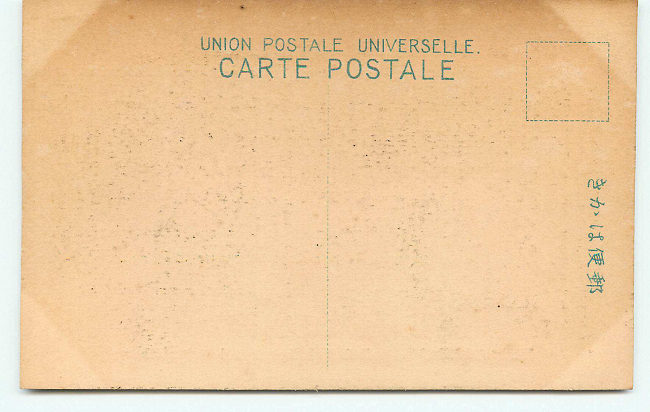 UNION POSTALE UNIVERSELLE.
CARTE POSTALE
郵便はかき